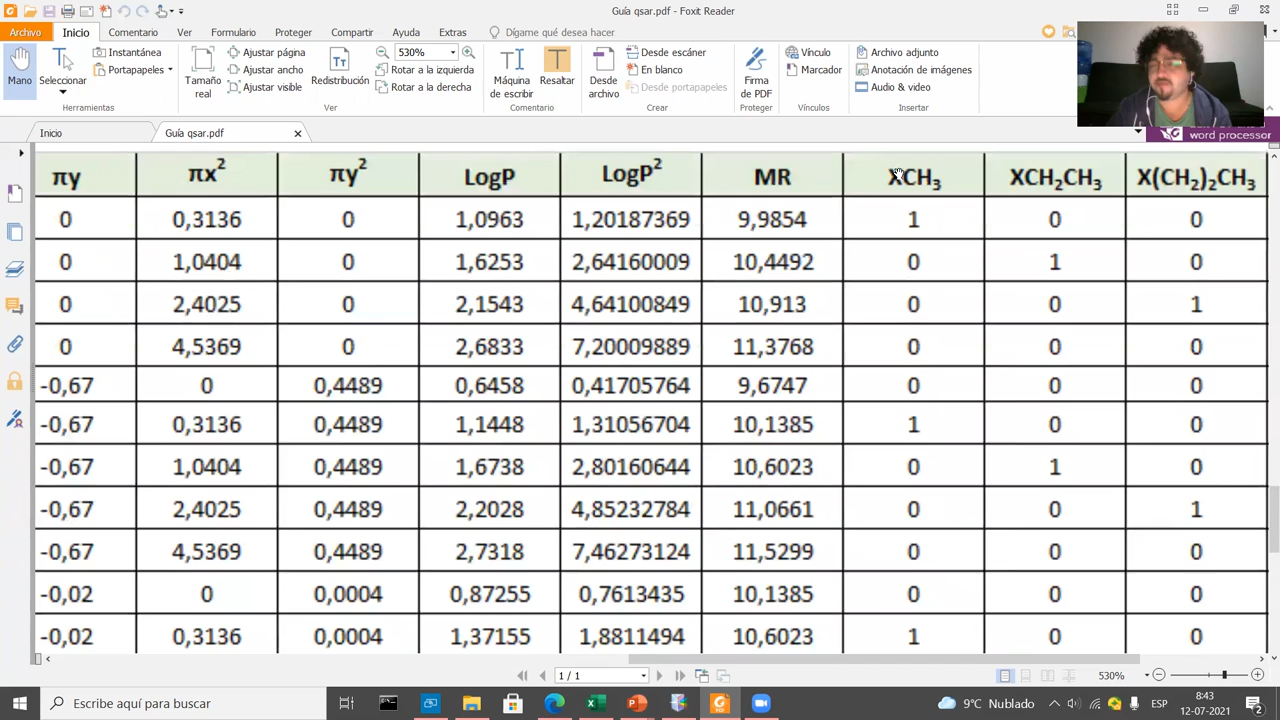 Guía qsar.pdf - Foxit Reader
Archivo Inicio Comentario Ver Formulario Proteger Compartir Ayuda Extras Dígame qué desea hacer
Mano
Seleccionar
Instantánea
Portapapeles
Herramientas
Tamaño real
Ajustar página
Ajustar ancho
Ajustar visible
Redistribución
530%
Rotar a la izquierda
Rotar a la derecha
Ver
Máquina de escribir
Resaltar
Comentario
Desde archivo
Desde escáner
En blanco
Desde portapapeles
Crear
Firma de PDF
Proteger
Vínculo
Marcador
Vínculos
Archivo adjunto
Anotación de imágenes
Audio & video
Insertar
word processor
Inicio Guía qsar.pdf
πy πx² πy² LogP LogP² MR XCH₃ XCH₂CH₃ X(CH₂)₂CH₃
0 0,3136 0 1,0963 1,20187369 9,9854 1 0 0
0 1,0404 0 1,6253 2,64160009 10,4492 0 1 0
0 2,4025 0 2,1543 4,64100849 10,913 0 0 1
0 4,5369 0 2,6833 7,20009889 11,3768 0 0 0
-0,67 0 0,4489 0,6458 0,41705764 9,6747 0 0 0
-0,67 0,3136 0,4489 1,1448 1,31056704 10,1385 1 0 0
-0,67 1,0404 0,4489 1,6738 2,80160644 10,6023 0 1 0
-0,67 2,4025 0,4489 2,2028 4,85232784 11,0661 0 0 1
-0,67 4,5369 0,4489 2,7318 7,46273124 11,5299 0 0 0
-0,02 0 0,0004 0,87255 0,7613435 10,1385 0 0 0
-0,02 0,3136 0,0004 1,37155 1,8811494 10,6023 1 0 0
1 / 1 530%
Escribe aquí para buscar
9°C Nublado
ESP
8:43
12-07-2021
2